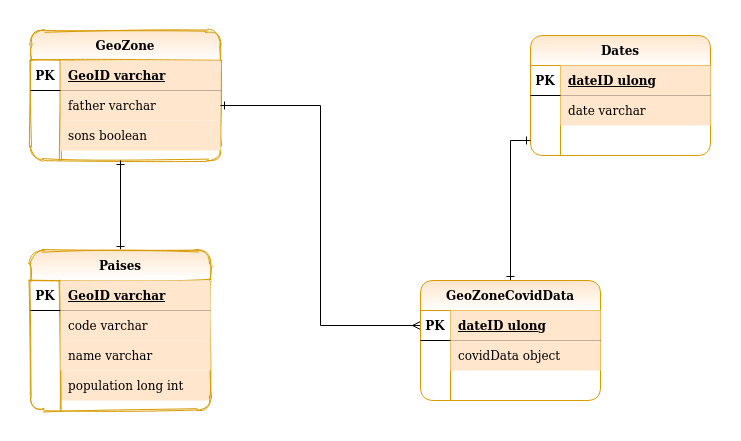 GeoZone
PK GeoID varchar
father varchar
sons boolean
Dates
PK dateID ulong
date varchar
Paises
PK GeoID varchar
code varchar
name varchar
population long int
GeoZoneCovidData
PK dateID ulong
covidData object